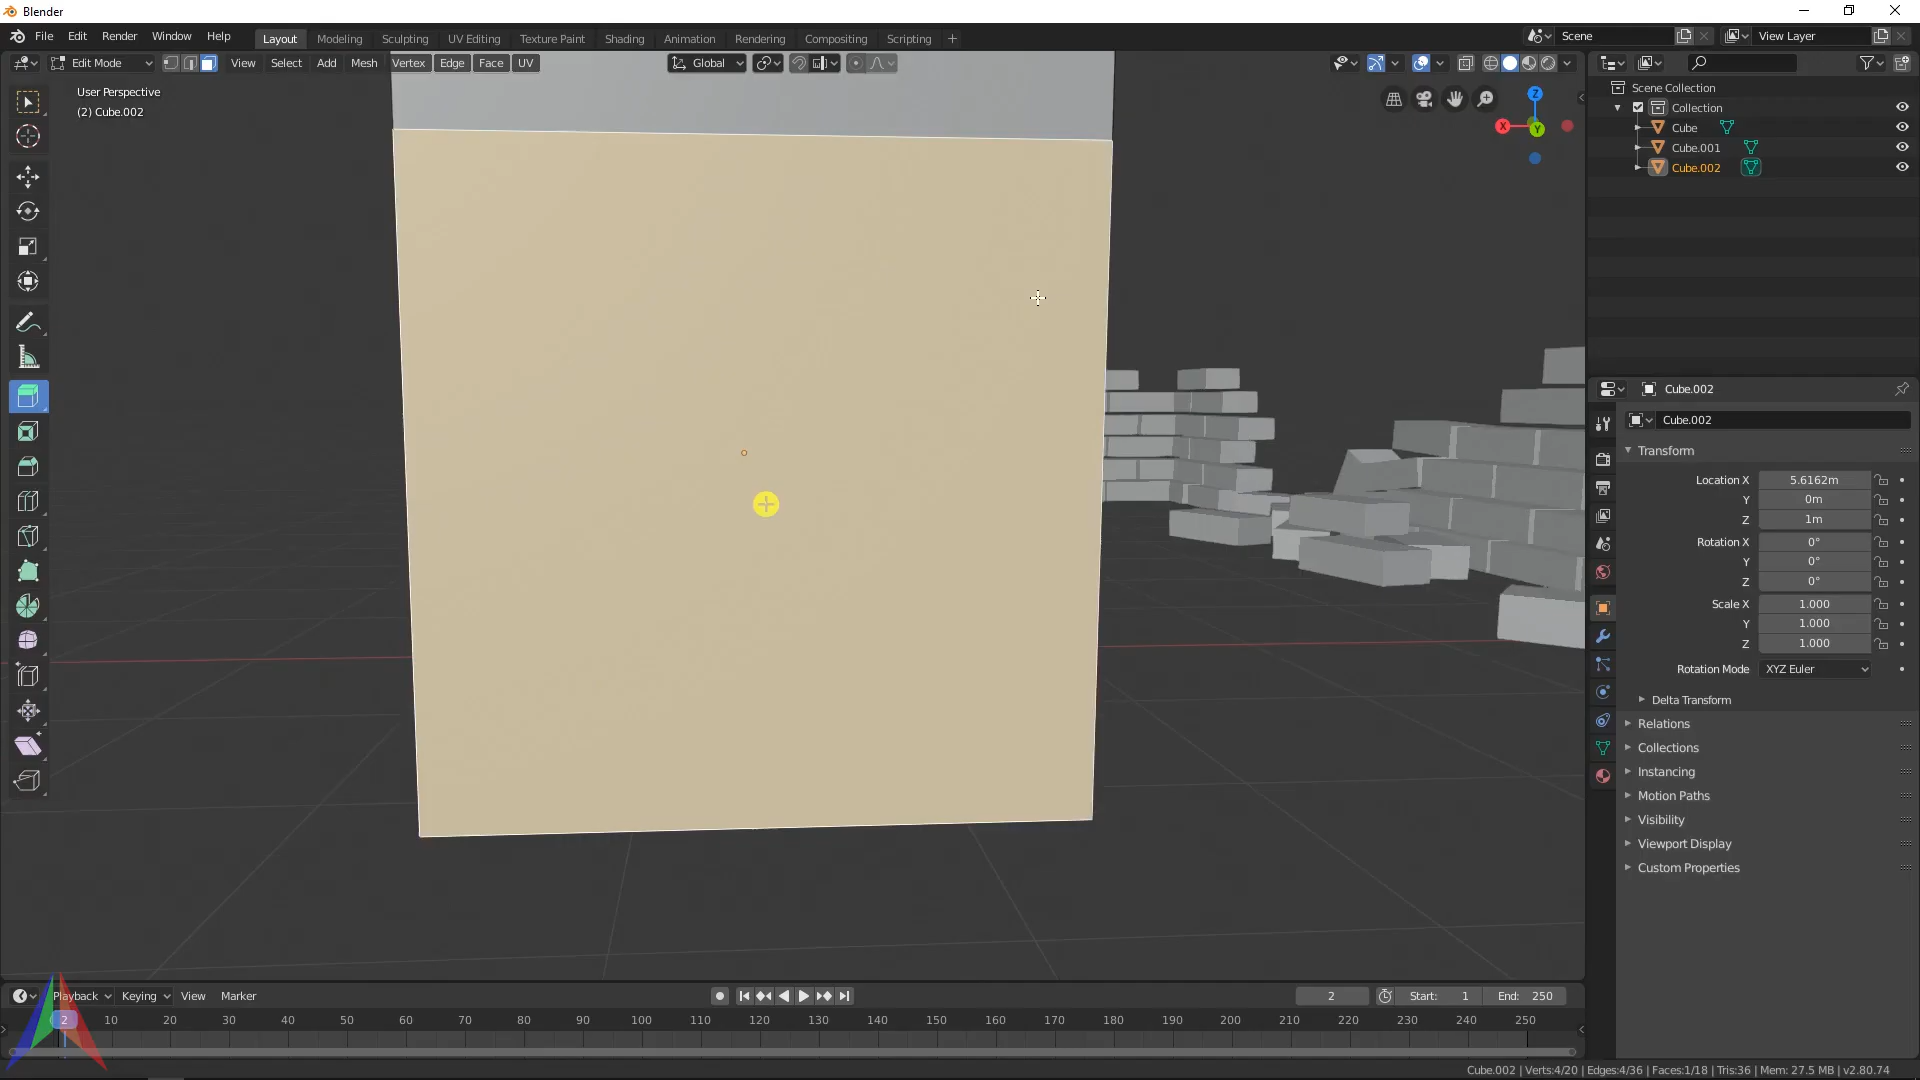 Blender
File Edit Render Window Help Layout Modeling Sculpting UV Editing Texture Paint Shading Animation Rendering Compositing Scripting + Scene View Layer
Edit Mode View Select Add Mesh Vertex Edge Face UV Global
User Perspective
(2) Cube.002
Z
X
Y
Scene Collection
Collection
Cube
Cube.001
Cube.002
Cube.002
Cube.002
Transform
Location X 5.6162m
Y 0m
Z 1m
Rotation X 0°
Y 0°
Z 0°
Scale X 1.000
Y 1.000
Z 1.000
Rotation Mode XYZ Euler
Delta Transform
Relations
Collections
Instancing
Motion Paths
Visibility
Viewport Display
Custom Properties
Playback Keying View Marker 2 Start: 1 End: 250
2 10 20 30 40 50 60 70 80 90 100 110 120 130 140 150 160 170 180 190 200 210 220 230 240 250
Cube.002 | Verts:4/20 | Edges:4/36 | Faces:1/18 | Tris:36 | Mem: 27.5 MB | v2.80.74